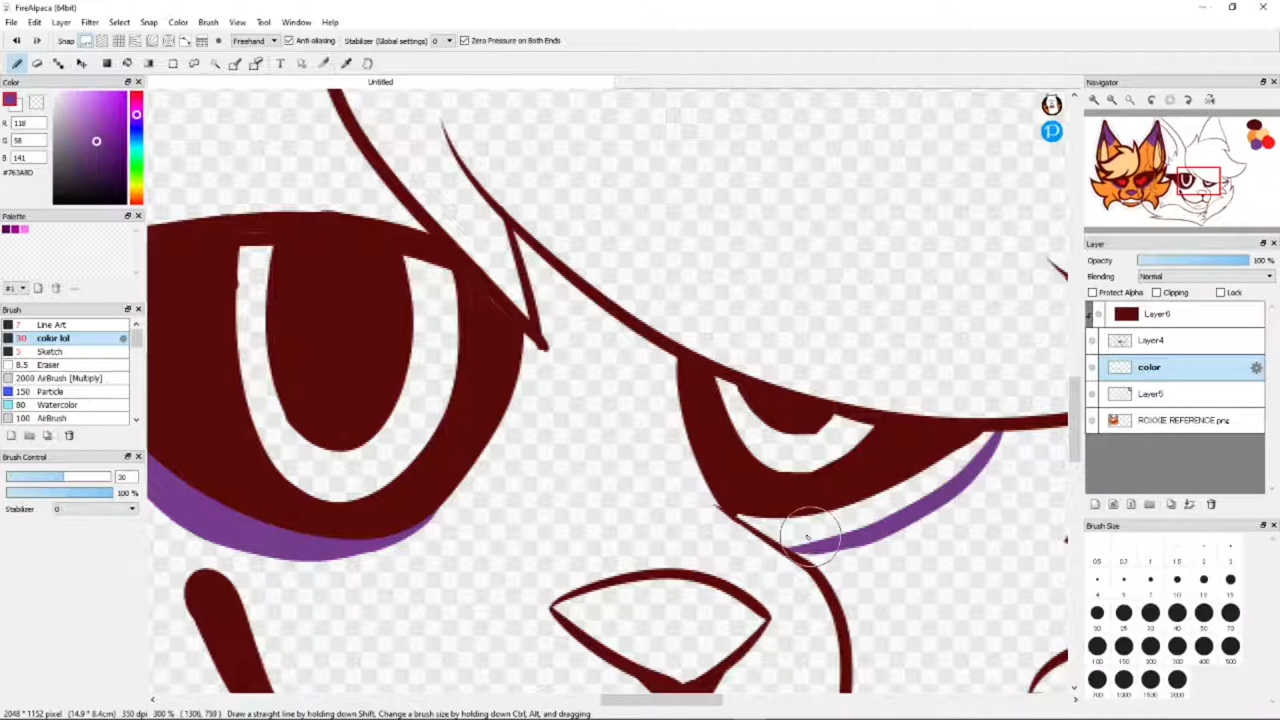 FireAlpaca (64bit)
File Edit Layer Filter Select Snap Color Brush View Tool Window Help
Snap Freehand Anti-aliasing Stabilizer (Global settings) 0 Zero Pressure on Both Ends
T
Color
Untitled
Navigator
R: 118
G: 58
B: 141
#763A8D
Palette
#1
Brush
7 Line Art
30 color lol
5 Sketch
8.5 Eraser
2000 AirBrush [Multiply]
150 Particle
80 Watercolor
100 AirBrush
Brush Control
30
100 %
Stabilizer 0
Layer
Opacity 100 %
Blending Normal
Protect Alpha Clipping Lock
Layer6
Layer4
color
Layer5
ROXXIE REFERENCE.png
Brush Size
0.5 0.7 1 1.5 2 3
4 5 7 10 12 15
20 25 30 40 50 70
100 150 200 300 400 500
700 1000 1500 2000
2048 * 1152 pixel (14.9 * 8.4cm) 350 dpi 300 % ( 1306, 759 ) Draw a straight line by holding down Shift, Change a brush size by holding down Ctrl, Alt, and dragging